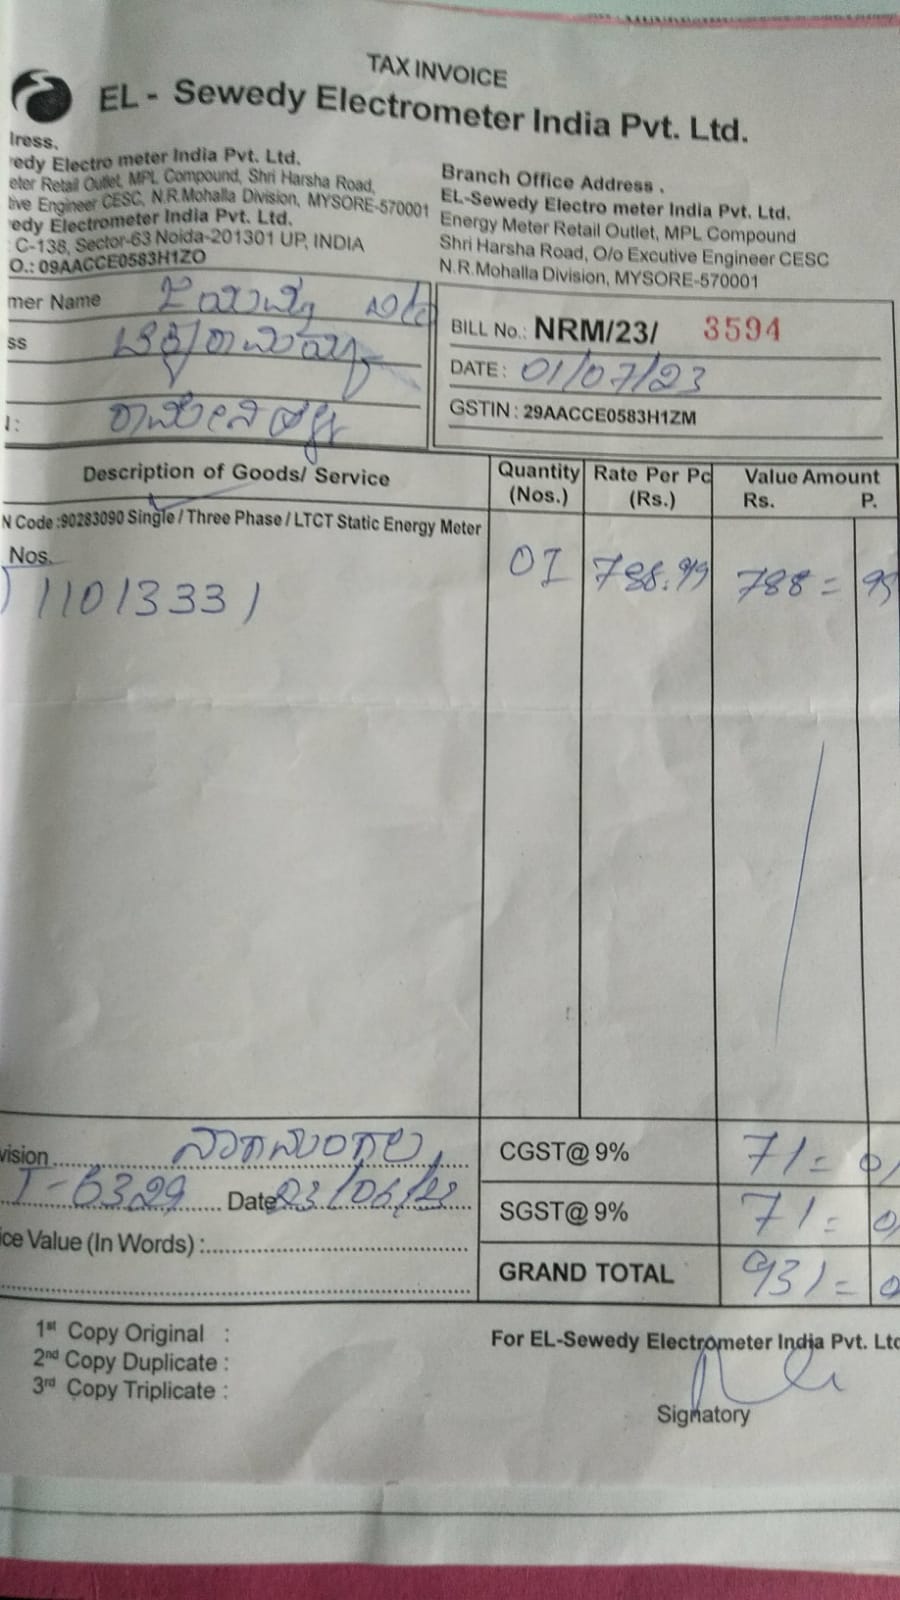 TAX INVOICE
EL - Sewedy Electrometer India Pvt. Ltd.
lress.
edy Electro meter India Pvt. Ltd.
eter Retail Outlet, MPL Compound, Shri Harsha Road,
tive Engineer CESC, N.R.Mohalla Division, MYSORE-570001
edy Electrometer India Pvt. Ltd.
C-138, Sector-63 Noida-201301 UP, INDIA
O.: 09AACCE0583H1ZO
Branch Office Address .
EL-Sewedy Electro meter India Pvt. Ltd.
Energy Meter Retail Outlet, MPL Compound
Shri Harsha Road, O/o Excutive Engineer CESC
N.R.Mohalla Division, MYSORE-570001
mer Name
ss
BILL No.: NRM/23/ 3594
DATE: 01/07/23
GSTIN : 29AACCE0583H1ZM
Description of Goods/ Service Quantity (Nos.) Rate Per Pc (Rs.) Value Amount Rs. P.
N Code :90283090 Single / Three Phase / LTCT Static Energy Meter
Nos.
11013331 01 788.99 788=
vision ನಾಗಮಂಗಲ CGST@ 9% 71=
I-6329 Date 23/06/23 SGST@ 9% 71=
ice Value (In Words) :
GRAND TOTAL 931=
1st Copy Original :
2nd Copy Duplicate :
3rd Copy Triplicate :
For EL-Sewedy Electrometer India Pvt. Ltd
Signatory